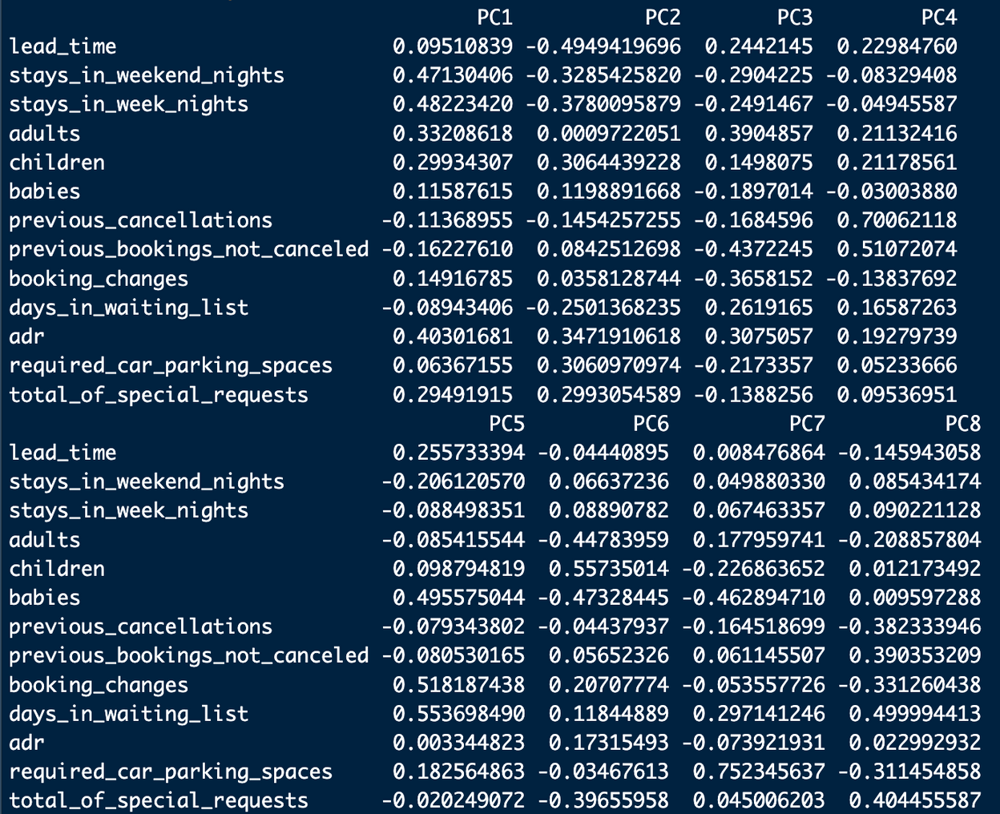 PC1 PC2 PC3 PC4
lead_time 0.09510839 -0.4949419696 0.2442145 0.22984760
stays_in_weekend_nights 0.47130406 -0.3285425820 -0.2904225 -0.08329408
stays_in_week_nights 0.48223420 -0.3780095879 -0.2491467 -0.04945587
adults 0.33208618 0.0009722051 0.3904857 0.21132416
children 0.29934307 0.3064439228 0.1498075 0.21178561
babies 0.11587615 0.1198891668 -0.1897014 -0.03003880
previous_cancellations -0.11368955 -0.1454257255 -0.1684596 0.70062118
previous_bookings_not_canceled -0.16227610 0.0842512698 -0.4372245 0.51072074
booking_changes 0.14916785 0.0358128744 -0.3658152 -0.13837692
days_in_waiting_list -0.08943406 -0.2501368235 0.2619165 0.16587263
adr 0.40301681 0.3471910618 0.3075057 0.19279739
required_car_parking_spaces 0.06367155 0.3060970974 -0.2173357 0.05233666
total_of_special_requests 0.29491915 0.2993054589 -0.1388256 0.09536951
PC5 PC6 PC7 PC8
lead_time 0.255733394 -0.04440895 0.008476864 -0.145943058
stays_in_weekend_nights -0.206120570 0.06637236 0.049880330 0.085434174
stays_in_week_nights -0.088498351 0.08890782 0.067463357 0.090221128
adults -0.085415544 -0.44783959 0.177959741 -0.208857804
children 0.098794819 0.55735014 -0.226863652 0.012173492
babies 0.495575044 -0.47328445 -0.462894710 0.009597288
previous_cancellations -0.079343802 -0.04437937 -0.164518699 -0.382333946
previous_bookings_not_canceled -0.080530165 0.05652326 0.061145507 0.390353209
booking_changes 0.518187438 0.20707774 -0.053557726 -0.331260438
days_in_waiting_list 0.553698490 0.11844889 0.297141246 0.499994413
adr 0.003344823 0.17315493 -0.073921931 0.022992932
required_car_parking_spaces 0.182564863 -0.03467613 0.752345637 -0.311454858
total_of_special_requests -0.020249072 -0.39655958 0.045006203 0.404455587